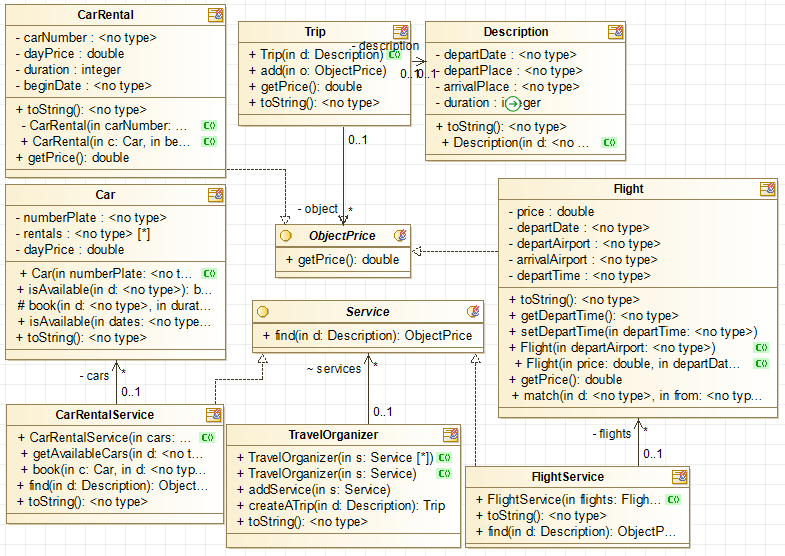 CarRental
- carNumber : <no type>
- dayPrice : double
- duration : integer
- beginDate : <no type>
+ toString(): <no type>
- CarRental(in carNumber: ...
+ CarRental(in c: Car, in be...
+ getPrice(): double
Trip
+ Trip(in d: Description)
+ add(in o: ObjectPrice)
+ getPrice(): double
+ toString(): <no type>
- description
0..1
0..1
Description
- departDate : <no type>
- departPlace : <no type>
- arrivalPlace : <no type>
- duration : i ger
+ toString(): <no type>
+ Description(in d: <no ...
0..1
- object
*
Car
- numberPlate : <no type>
- rentals : <no type> [*]
- dayPrice : double
+ Car(in numberPlate: <no t...
+ isAvailable(in d: <no type>): b...
# book(in d: <no type>, in durat...
+ isAvailable(in dates: <no type...
+ toString(): <no type>
ObjectPrice
+ getPrice(): double
Flight
- price : double
- departDate : <no type>
- departAirport : <no type>
- arrivalAirport : <no type>
- departTime : <no type>
+ toString(): <no type>
+ getDepartTime(): <no type>
+ setDepartTime(in departTime: <no type>)
+ Flight(in departAirport: <no type>)
+ Flight(in price: double, in departDat...
+ getPrice(): double
+ match(in d: <no type>, in from: <no typ...
Service
+ find(in d: Description): ObjectPrice
- cars
*
0..1
~ services
*
0..1
- flights
*
0..1
CarRentalService
+ CarRentalService(in cars: ...
+ getAvailableCars(in d: <no t...
+ book(in c: Car, in d: <no typ...
+ find(in d: Description): Object...
+ toString(): <no type>
TravelOrganizer
+ TravelOrganizer(in s: Service [*])
+ TravelOrganizer(in s: Service)
+ addService(in s: Service)
+ createATrip(in d: Description): Trip
+ toString(): <no type>
FlightService
+ FlightService(in flights: Fligh...
+ toString(): <no type>
+ find(in d: Description): ObjectP...